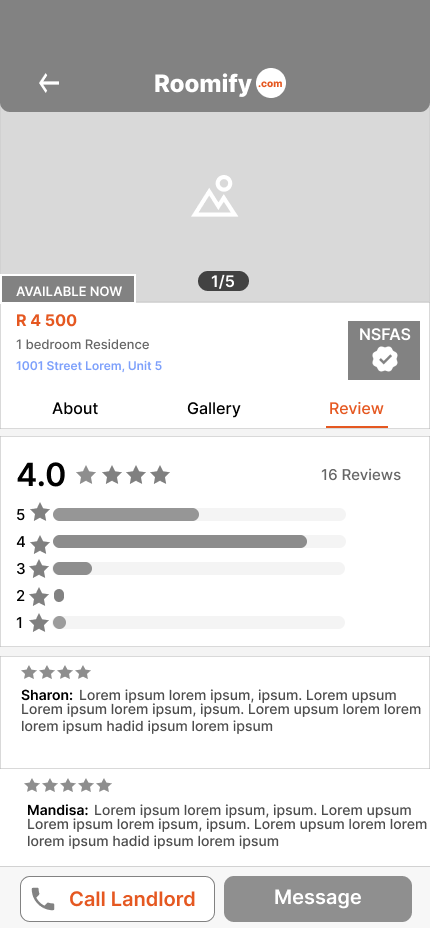 Roomify .com
1/5
AVAILABLE NOW
R 4 500
NSFAS
1 bedroom Residence
1001 Street Lorem, Unit 5
About Gallery Review
4.0 16 Reviews
5
4
3
2
1
Sharon: Lorem ipsum lorem ipsum, ipsum. Lorem upsum
Lorem ipsum lorem ipsum, ipsum. Lorem upsum lorem lorem
lorem ipsum hadid ipsum lorem ipsum
Mandisa: Lorem ipsum lorem ipsum, ipsum. Lorem upsum
Lorem ipsum lorem ipsum, ipsum. Lorem upsum lorem lorem
lorem ipsum hadid ipsum lorem ipsum
Call Landlord Message